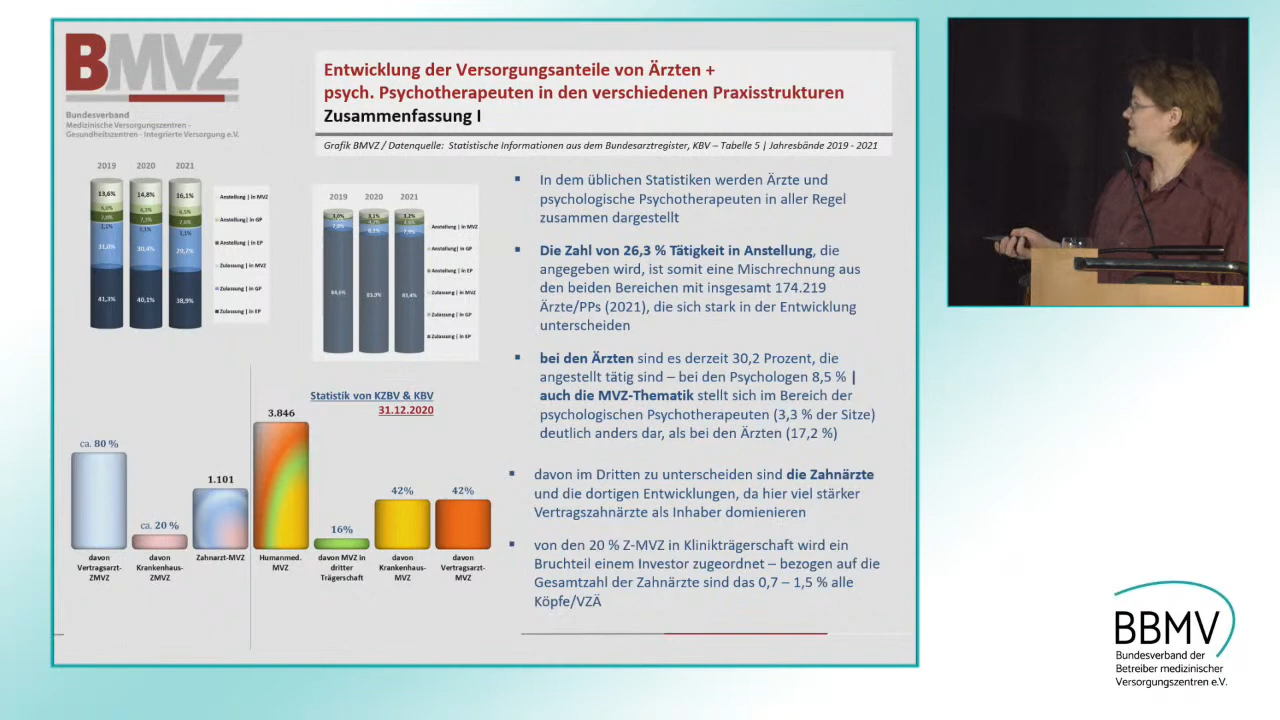 BMVZ
Bundesverband
Medizinische Versorgungszentren -
Gesundheitszentren - Integrierte Versorgung e.V.
Entwicklung der Versorgungsanteile von Ärzten +
psych. Psychotherapeuten in den verschiedenen Praxisstrukturen
Zusammenfassung I
Grafik BMVZ / Datenquelle: Statistische Informationen aus dem Bundesarztregister, KBV – Tabelle 5 | Jahresbände 2019 - 2021
2019 2020 2021
13,6% 14,8% 16,1%
31,0% 30,4% 29,7%
41,3% 40,1% 38,9%
Anstellung | in MVZ
Anstellung| in GP
Anstellung | in EP
Zulassung | in MVZ
Zulassung | in GP
Zulassung | in EP
2019 2020 2021
3,0% 3,1% 3,2%
Anstellung | in MVZ
Anstellung| in GP
Anstellung | in EP
Zulassung | in MVZ
Zulassung | in GP
Zulassung | in EP
▪ In dem üblichen Statistiken werden Ärzte und
psychologische Psychotherapeuten in aller Regel
zusammen dargestellt
▪ Die Zahl von 26,3 % Tätigkeit in Anstellung, die
angegeben wird, ist somit eine Mischrechnung aus
den beiden Bereichen mit insgesamt 174.219
Ärzte/PPs (2021), die sich stark in der Entwicklung
unterscheiden
▪ bei den Ärzten sind es derzeit 30,2 Prozent, die
angestellt tätig sind – bei den Psychologen 8,5 % |
auch die MVZ-Thematik stellt sich im Bereich der
psychologischen Psychotherapeuten (3,3 % der Sitze)
deutlich anders dar, als bei den Ärzten (17,2 %)
▪ davon im Dritten zu unterscheiden sind die Zahnärzte
und die dortigen Entwicklungen, da hier viel stärker
Vertragszahnärzte als Inhaber domienieren
▪ von den 20 % Z-MVZ in Klinikträgerschaft wird ein
Bruchteil einem Investor zugeordnet – bezogen auf die
Gesamtzahl der Zahnärzte sind das 0,7 – 1,5 % alle
Köpfe/VZÄ
Statistik von KZBV & KBV
31.12.2020
ca. 80 %
ca. 20 %
1.101
3.846
16%
42%
42%
davon
Vertragsarzt-
ZMVZ
davon
Krankenhaus-
ZMVZ
Zahnarzt-MVZ
Humanmed.
MVZ
davon MVZ in
dritter
Trägerschaft
davon
Krankenhaus-
MVZ
davon
Vertragsarzt-
MVZ
BBMV
Bundesverband der
Betreiber medizinischer
Versorgungszentren e.V.